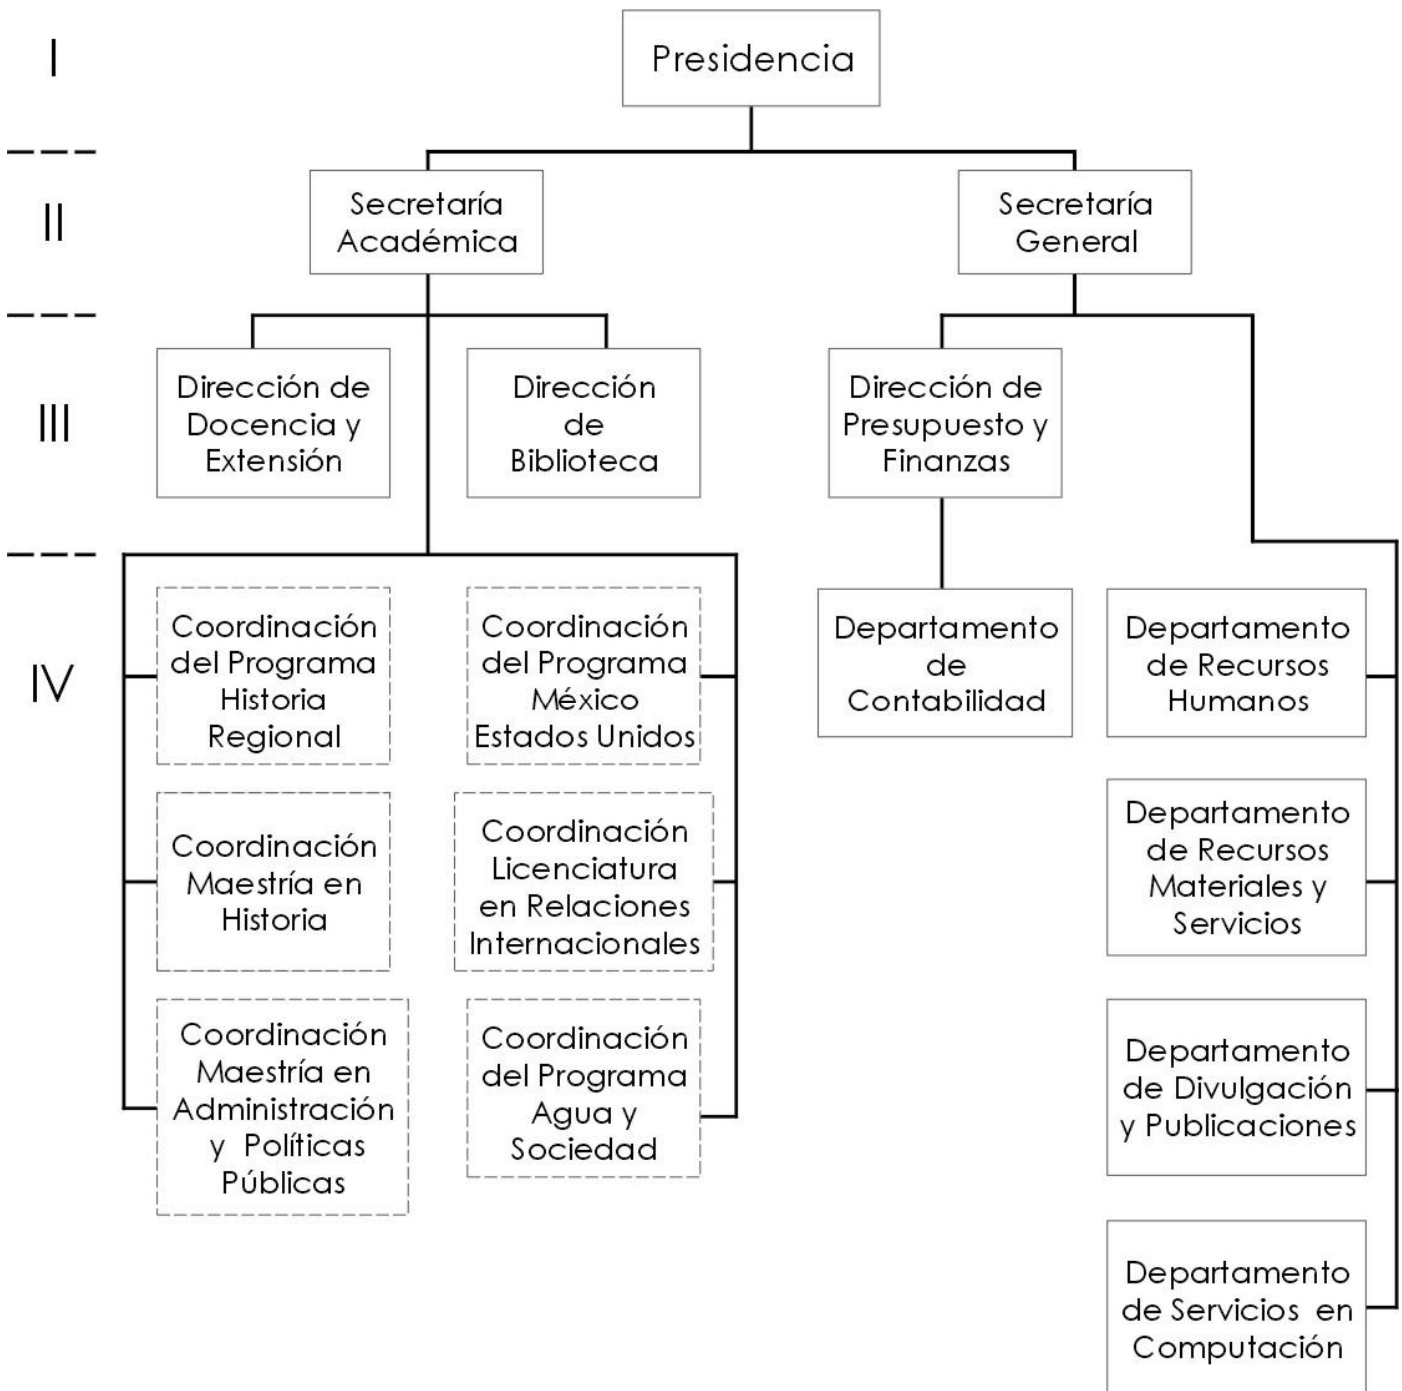 I
Presidencia
II
Secretaría
Académica
Secretaría
General
III
Dirección de
Docencia y
Extensión
Dirección
de
Biblioteca
Dirección de
Presupuesto y
Finanzas
IV
Coordinación
del Programa
Historia
Regional
Coordinación
del Programa
México
Estados Unidos
Departamento
de
Contabilidad
Departamento
de Recursos
Humanos
Coordinación
Maestría en
Historia
Coordinación
Licenciatura
en Relaciones
Internacionales
Departamento
de Recursos
Materiales y
Servicios
Coordinación
Maestría en
Administración
y Políticas
Públicas
Coordinación
del Programa
Agua y
Sociedad
Departamento
de Divulgación
y Publicaciones
Departamento
de Servicios en
Computación